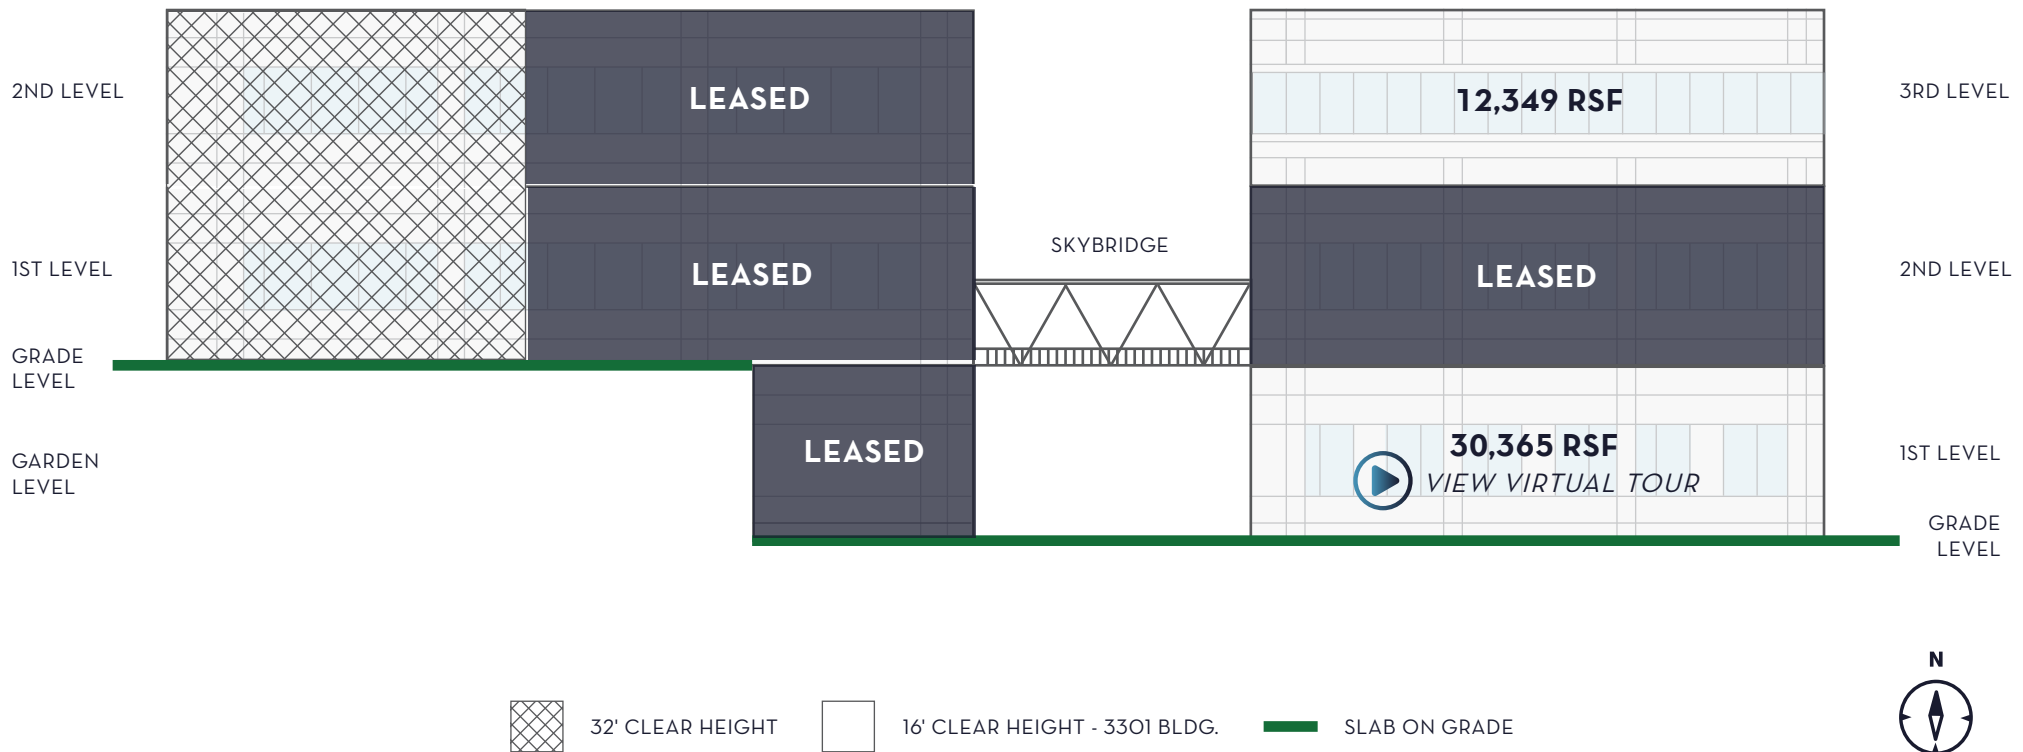 2ND LEVEL
LEASED
12,349 RSF
3RD LEVEL
SKYBRIDGE
1ST LEVEL
LEASED
LEASED
2ND LEVEL
GRADE
LEVEL
GARDEN
LEVEL
LEASED
30,365 RSF
VIEW VIRTUAL TOUR
1ST LEVEL
GRADE
LEVEL
N
32' CLEAR HEIGHT
16' CLEAR HEIGHT - 3301 BLDG.
SLAB ON GRADE